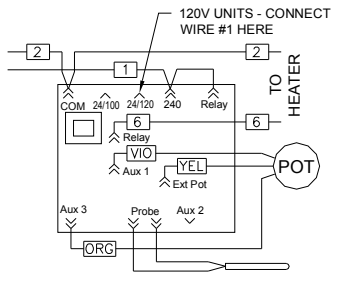 120V UNITS - CONNECT
WIRE #1 HERE
2
2
1
TO
HEATER
COM
24/100
24/120
240
Relay
6
6
Relay
VIO
Aux 1
YEL
Ext Pot
POT
Aux 3
Probe
Aux 2
ORG